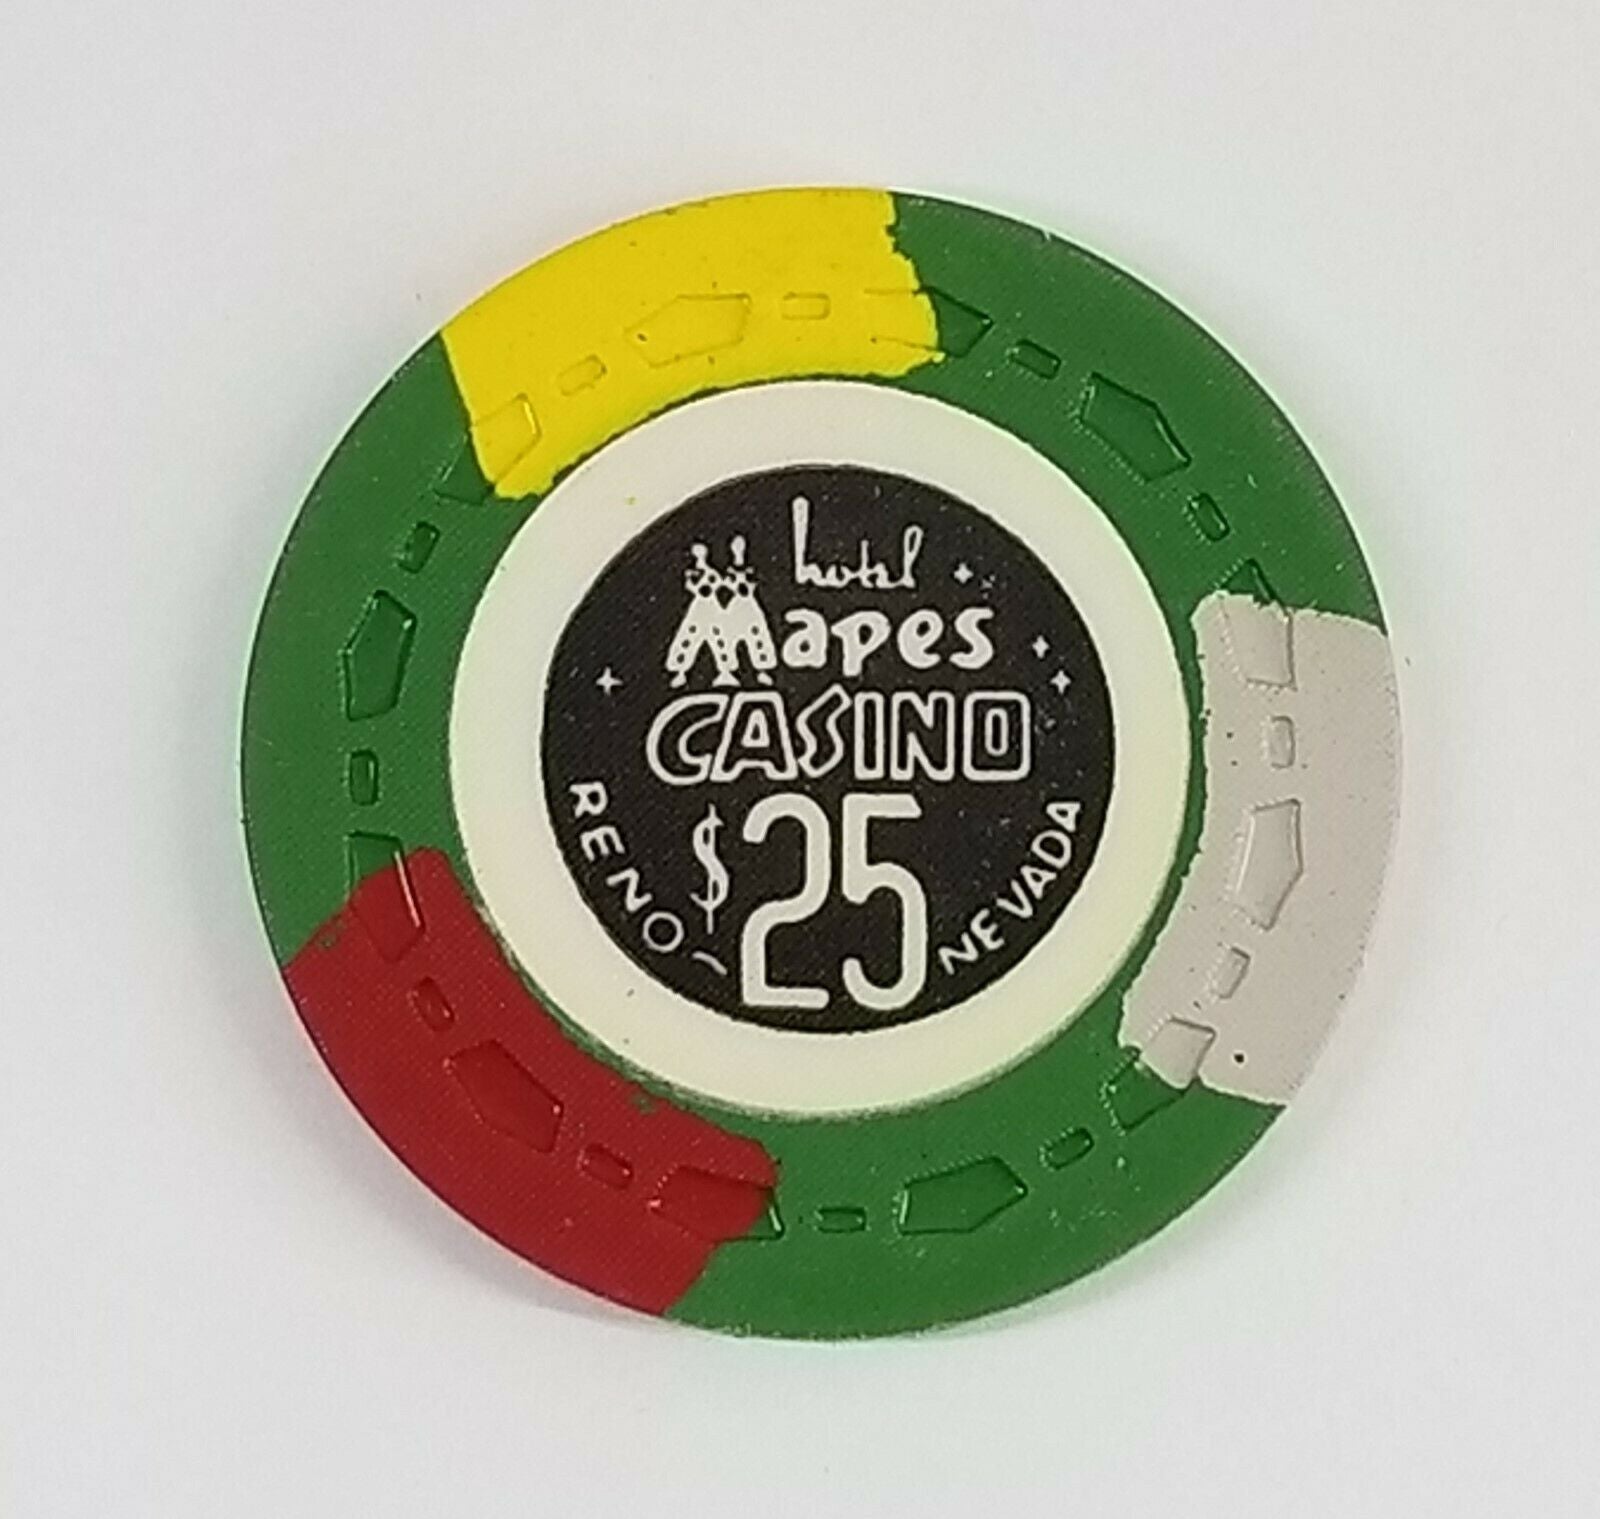 hotel
Mapes
CASINO
$25
RENO
NEVADA